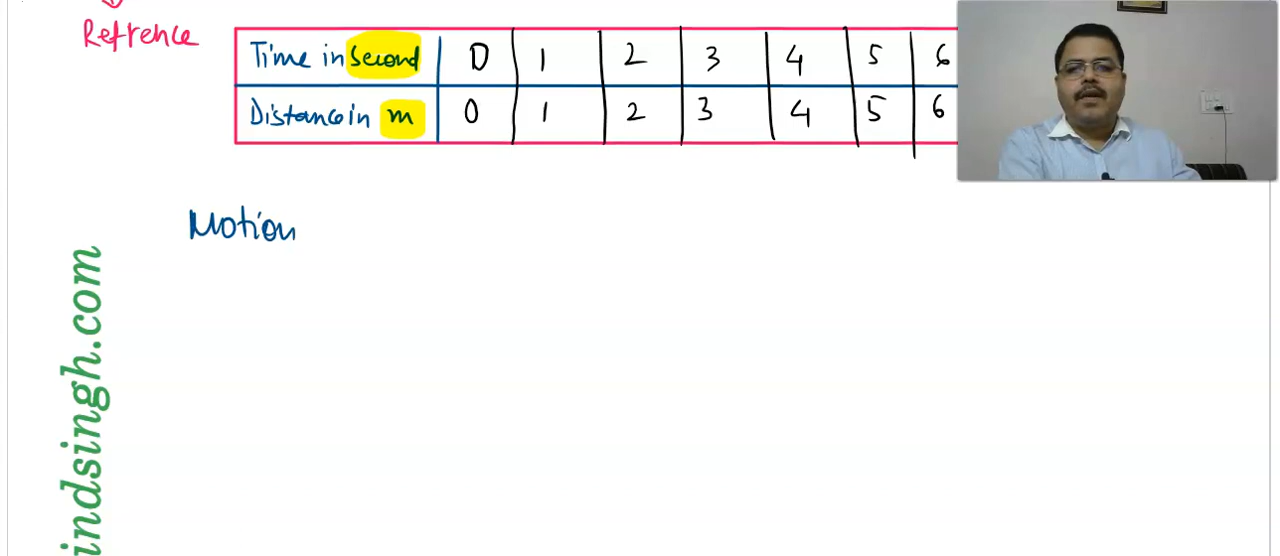 Refrence
Time in Second 0 1 2 3 4 5 6
Distance in m 0 1 2 3 4 5 6
Motion
indsingh.com